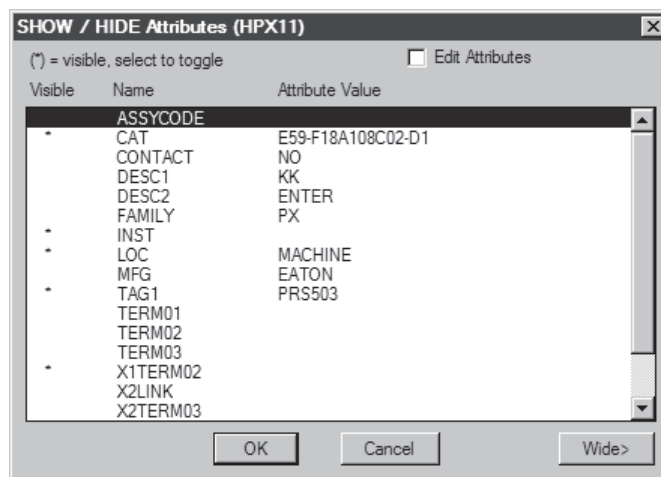 SHOW / HIDE Attributes (HPX11)
(*) = visible, select to toggle Edit Attributes
Visible Name Attribute Value
ASSYCODE
* CAT E59-F18A108C02-D1
CONTACT NO
DESC1 KK
DESC2 ENTER
FAMILY PX
* INST
* LOC MACHINE
MFG EATON
* TAG1 PRS503
TERM01
TERM02
TERM03
* X1TERM02
X2LINK
X2TERM03
OK Cancel Wide>